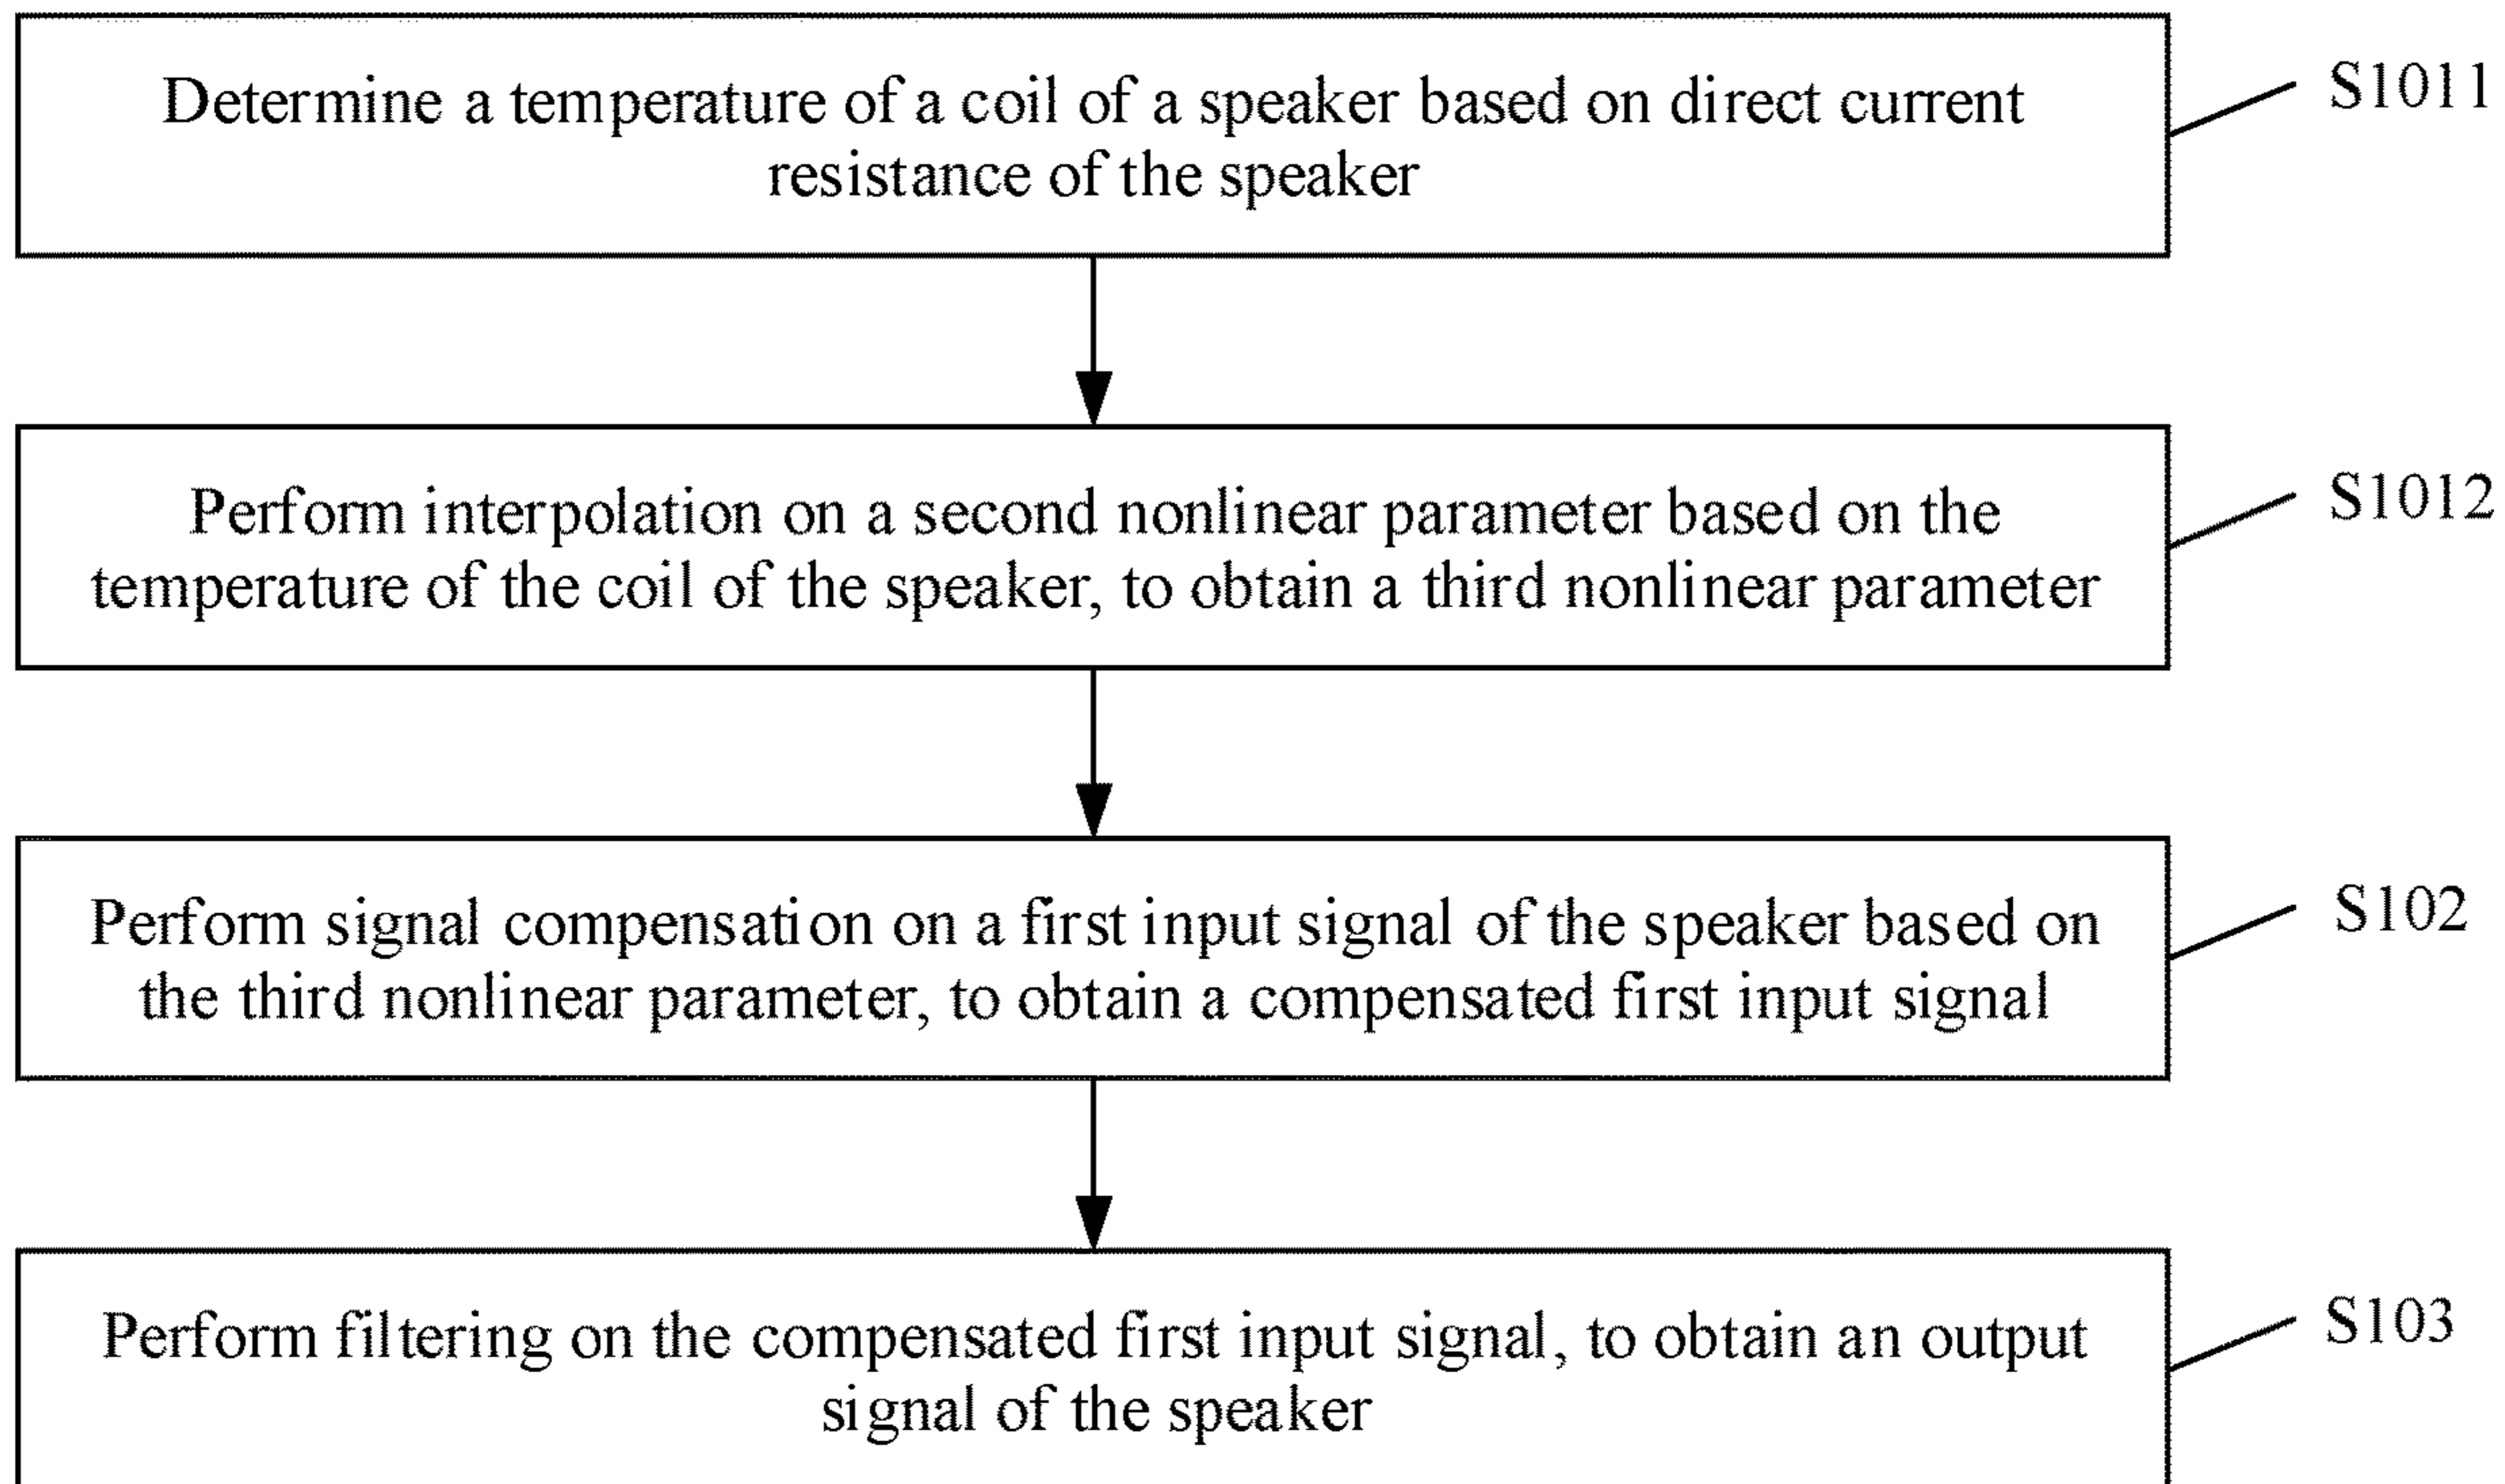 Determine a temperature of a coil of a speaker based on direct current
resistance of the speaker
S1011
Perform interpolation on a second nonlinear parameter based on the
temperature of the coil of the speaker, to obtain a third nonlinear parameter
S1012
Perform signal compensation on a first input signal of the speaker based on
the third nonlinear parameter, to obtain a compensated first input signal
S102
Perform filtering on the compensated first input signal, to obtain an output
signal of the speaker
S103